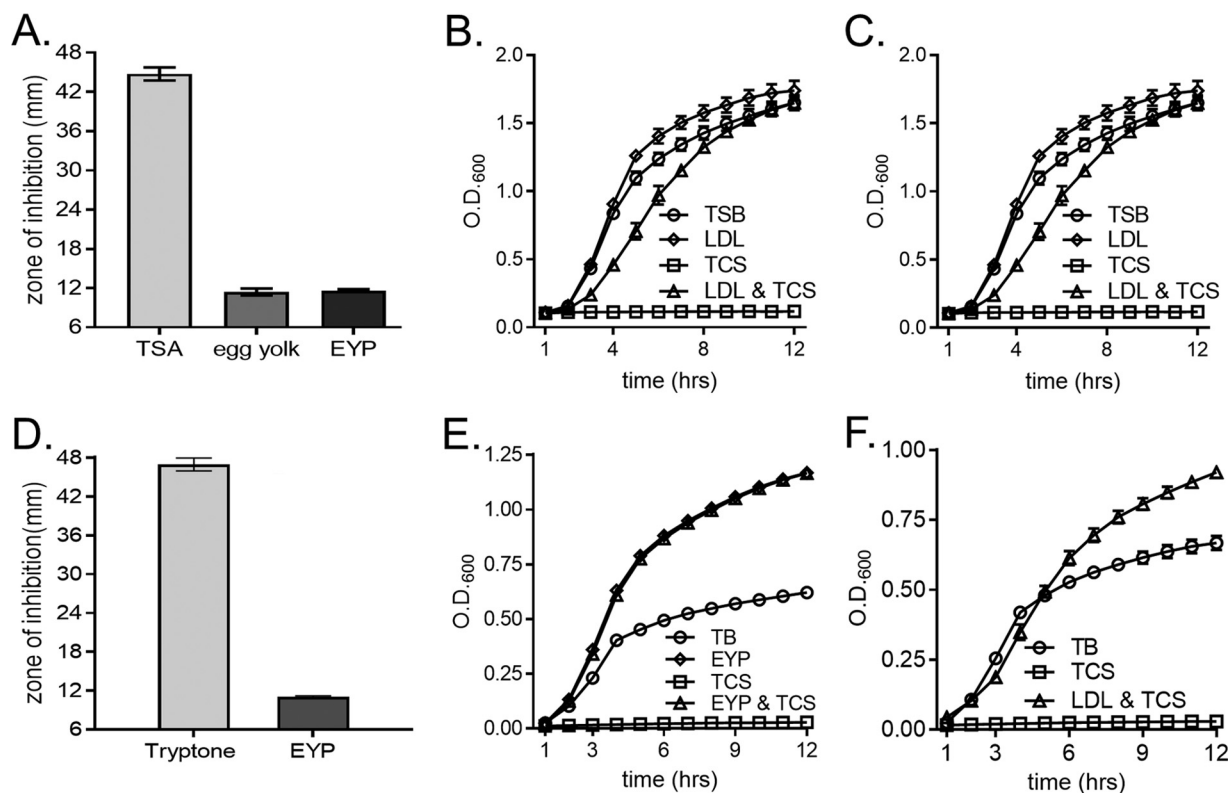 A.
zone of inhibition (mm)
48
42
36
30
24
18
12
6
TSA egg yolk EYP
B.
O.D.600
2.0
1.5
1.0
0.5
0.0
TSB
LDL
TCS
LDL & TCS
1 4 8 12
time (hrs)
C.
O.D.600
2.0
1.5
1.0
0.5
0.0
TSB
LDL
TCS
LDL & TCS
1 4 8 12
time (hrs)
D.
zone of inhibition(mm)
48
42
36
30
24
18
12
6
Tryptone EYP
E.
O.D.600
1.25
1.00
0.75
0.50
0.25
0.00
TB
EYP
TCS
EYP & TCS
1 3 6 9 12
time (hrs)
F.
O.D.600
1.00
0.75
0.50
0.25
0.00
TB
TCS
LDL & TCS
1 3 6 9 12
time (hrs)